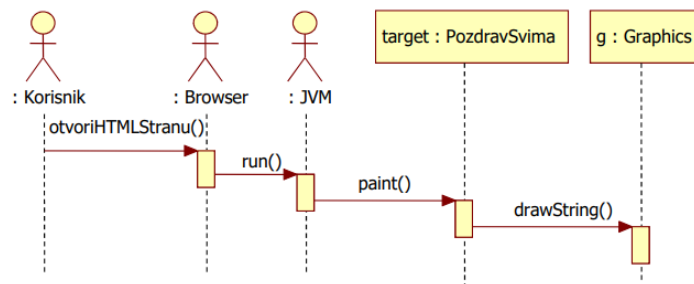 target : PozdravSvima
g : Graphics
: Korisnik
: Browser
: JVM
otvoriHTMLStranu()
run()
paint()
drawString()